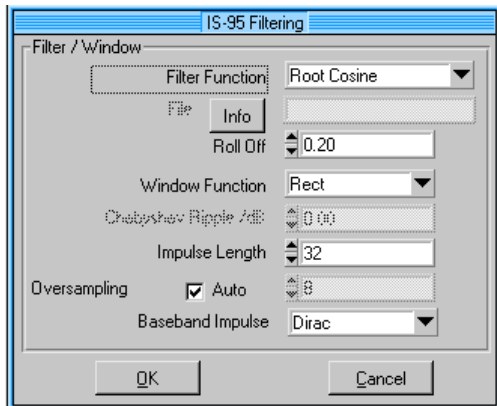 IS-95 Filtering
Filter / Window
Filter Function Root Cosine
File Info
Roll Off 0.20
Window Function Rect
Chebyshev Ripple /dB 0.00
Impulse Length 32
Oversampling Auto 8
Baseband Impulse Dirac
OK Cancel